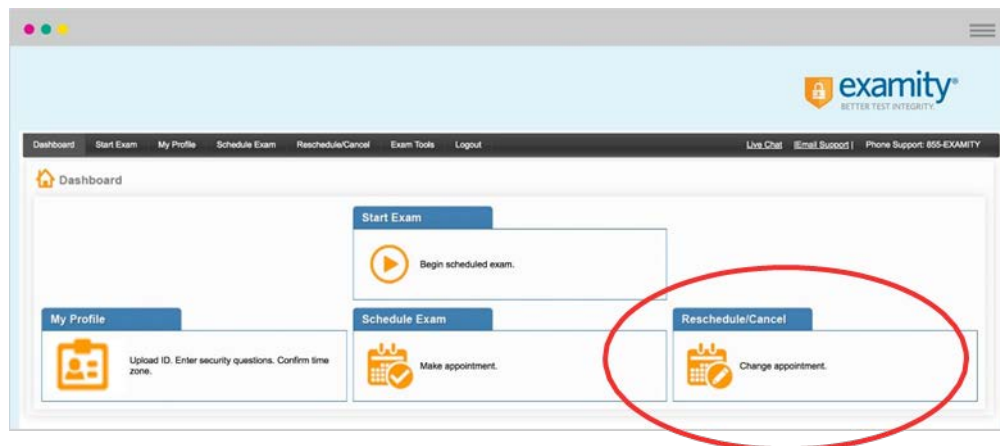 examity®
BETTER TEST INTEGRITY.
Dashboard Start Exam My Profile Schedule Exam Reschedule/Cancel Exam Tools Logout Live Chat |Email Support| Phone Support: 855-EXAMITY
Dashboard
Start Exam
Begin scheduled exam.
My Profile
Upload ID. Enter security questions. Confirm time
zone.
Schedule Exam
Make appointment.
Reschedule/Cancel
Change appointment.